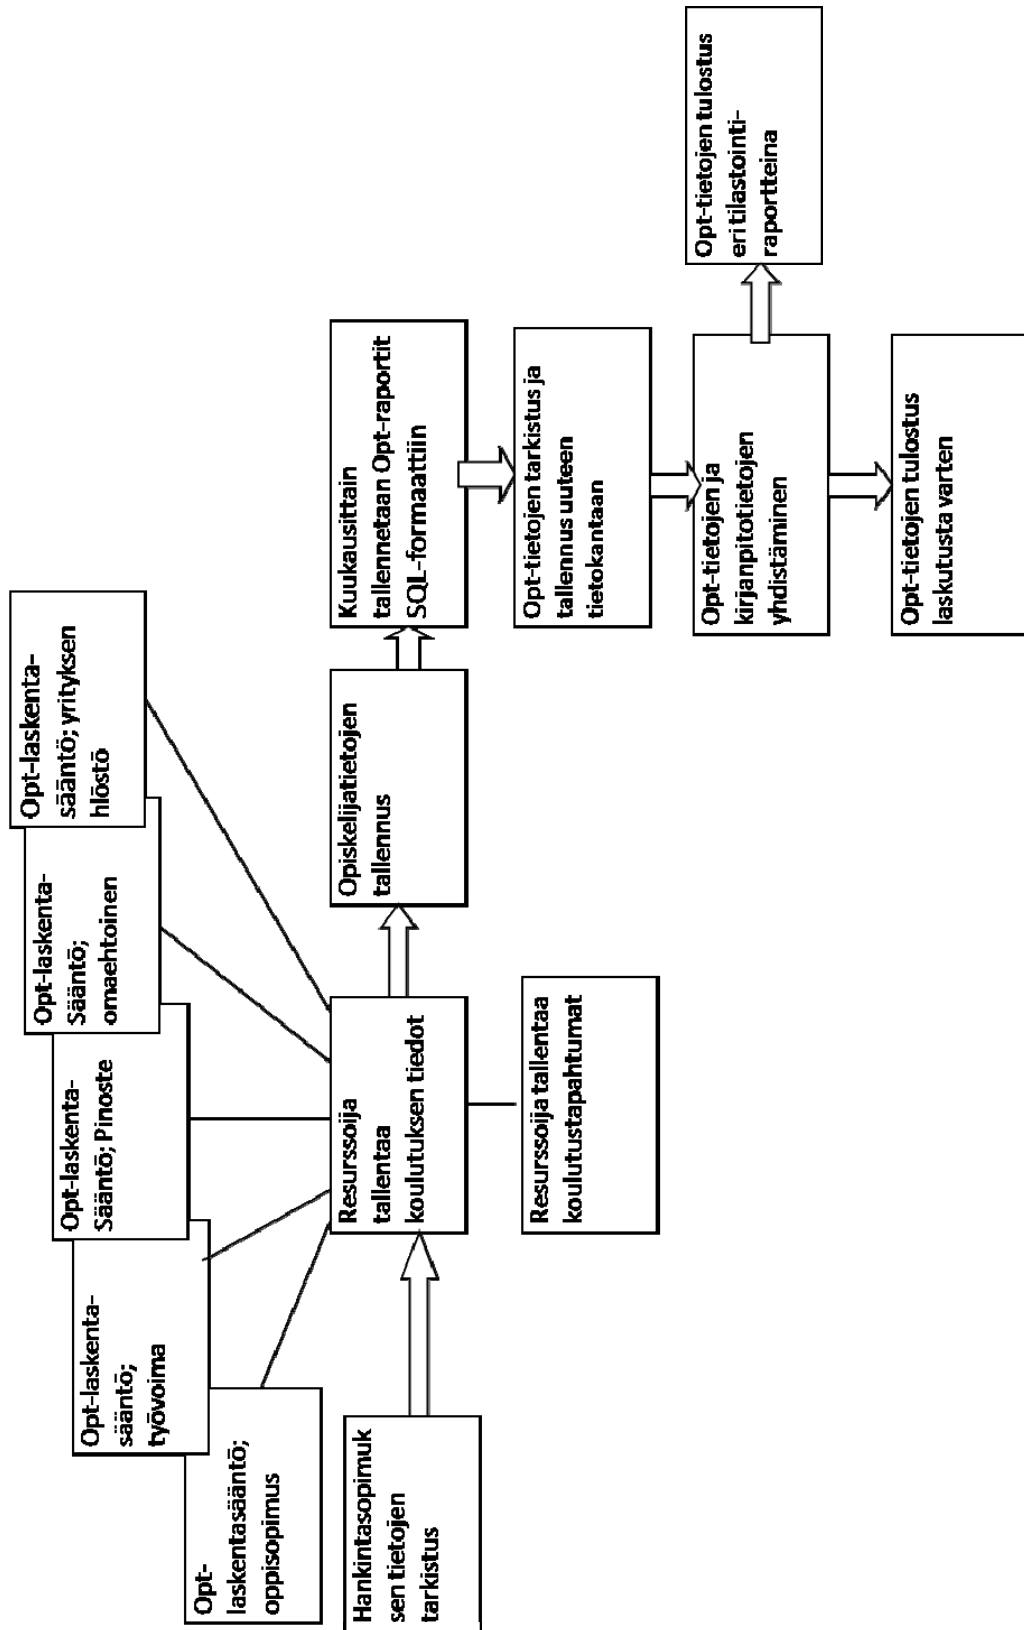 Opt-
laskentasääntö;
oppisopimus
Opt-laskenta-
sääntö;
työvoima
Opt-laskenta-
Sääntö; Pinoste
Opt-laskenta-
Sääntö;
omaehtoinen
Opt-laskenta-
sääntö; yrityksen
hlöstö
Hankintasopimuk
sen tietojen
tarkistus
Resurssoija
tallentaa
koulutuksen tiedot
Opiskelijatietojen
tallennus
Kuukausittain
tallennetaan Opt-raportit
SQL-formaattiin
Resurssoija tallentaa
koulutustapahtumat
Opt-tietojen tarkistus ja
tallennus uuteen
tietokantaan
Opt-tietojen ja
kirjanpitotietojen
yhdistäminen
Opt-tietojen tulostus
eri tilastointi-
raportteina
Opt-tietojen tulostus
laskutusta varten